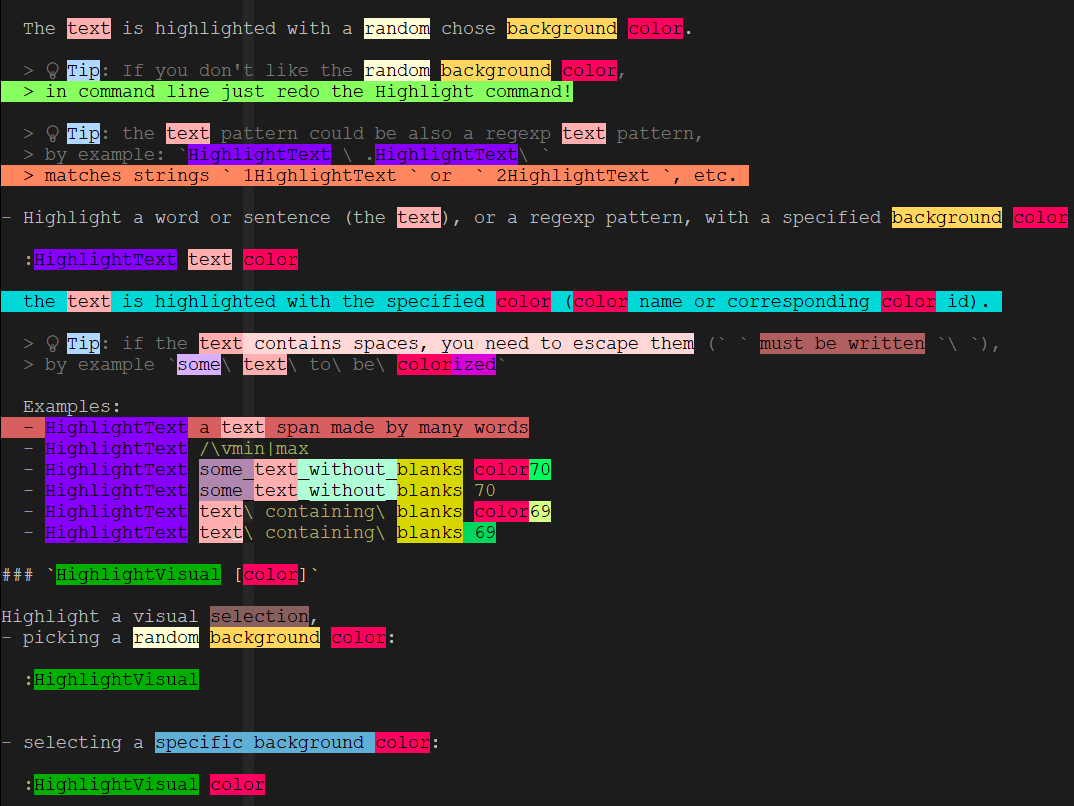 The text is highlighted with a random chose background color.
> 💡 Tip: If you don't like the random background color,
> in command line just redo the Highlight command!
> 💡 Tip: the text pattern could be also a regexp text pattern,
> by example: `HighlightText \ .HighlightText\ `
> matches strings ` 1HighlightText ` or  ` 2HighlightText `, etc.
- Highlight a word or sentence (the text), or a regexp pattern, with a specified background color
:HighlightText text color
the text is highlighted with the specified color (color name or corresponding color id).
> 💡 Tip: if the text contains spaces, you need to escape them (` ` must be written `\ `),
> by example `some\ text\ to\ be\ colorized`
Examples:
- HighlightText a text span made by many words
- HighlightText /\vmin|max
- HighlightText some_text_without_blanks color70
- HighlightText some_text_without_blanks 70
- HighlightText text\ containing\ blanks color69
- HighlightText text\ containing\ blanks 69
### `HighlightVisual [color]`
Highlight a visual selection,
- picking a random background color:
:HighlightVisual
- selecting a specific background color:
:HighlightVisual color